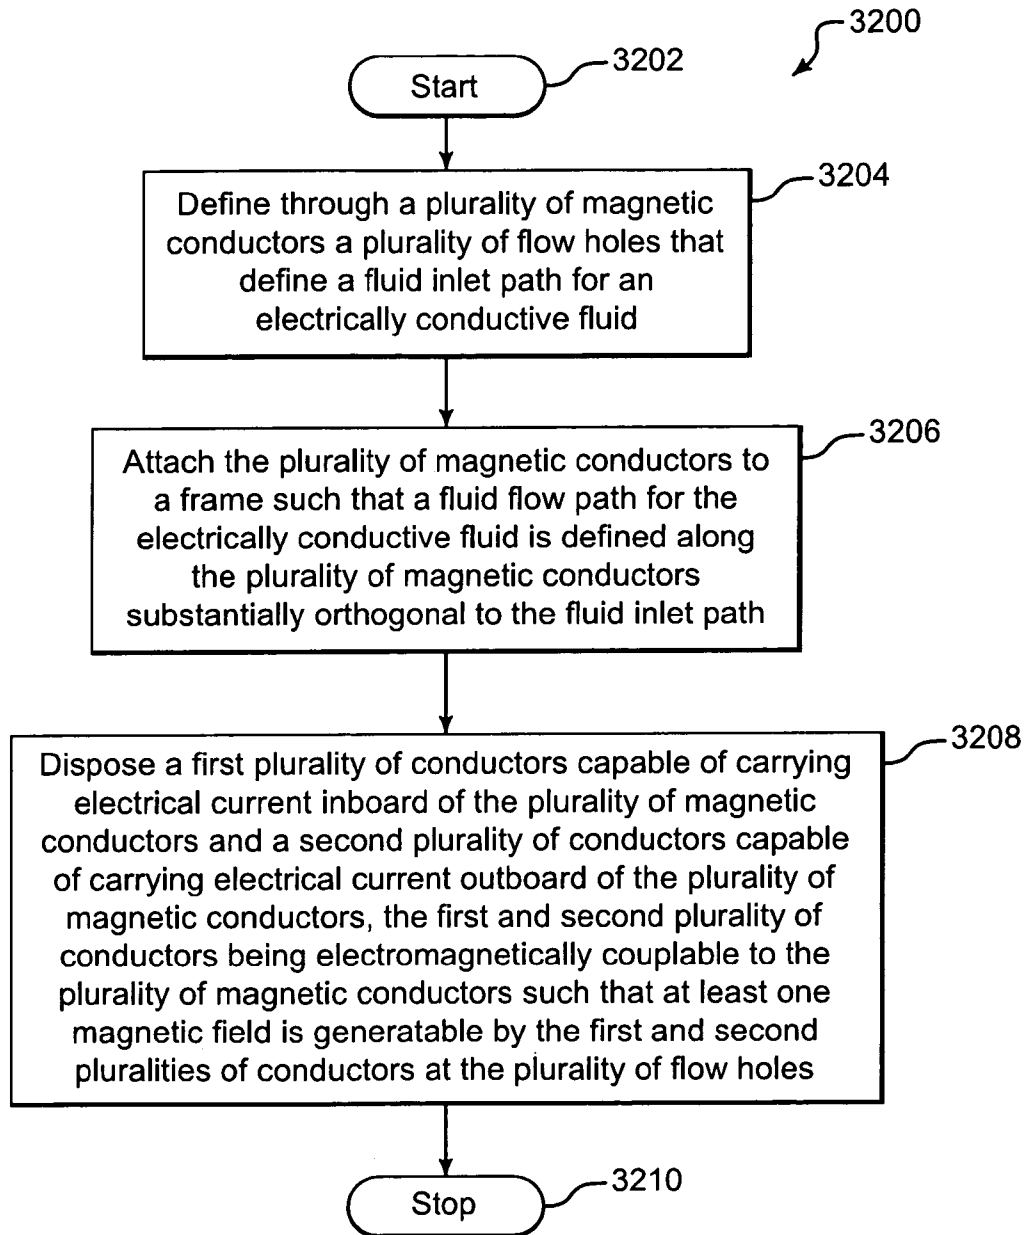 3200
Start
3202
Define through a plurality of magnetic
conductors a plurality of flow holes that
define a fluid inlet path for an
electrically conductive fluid
3204
Attach the plurality of magnetic conductors to
a frame such that a fluid flow path for the
electrically conductive fluid is defined along
the plurality of magnetic conductors
substantially orthogonal to the fluid inlet path
3206
Dispose a first plurality of conductors capable of carrying
electrical current inboard of the plurality of magnetic
conductors and a second plurality of conductors capable
of carrying electrical current outboard of the plurality of
magnetic conductors, the first and second plurality of
conductors being electromagnetically couplable to the
plurality of magnetic conductors such that at least one
magnetic field is generatable by the first and second
pluralities of conductors at the plurality of flow holes
3208
Stop
3210